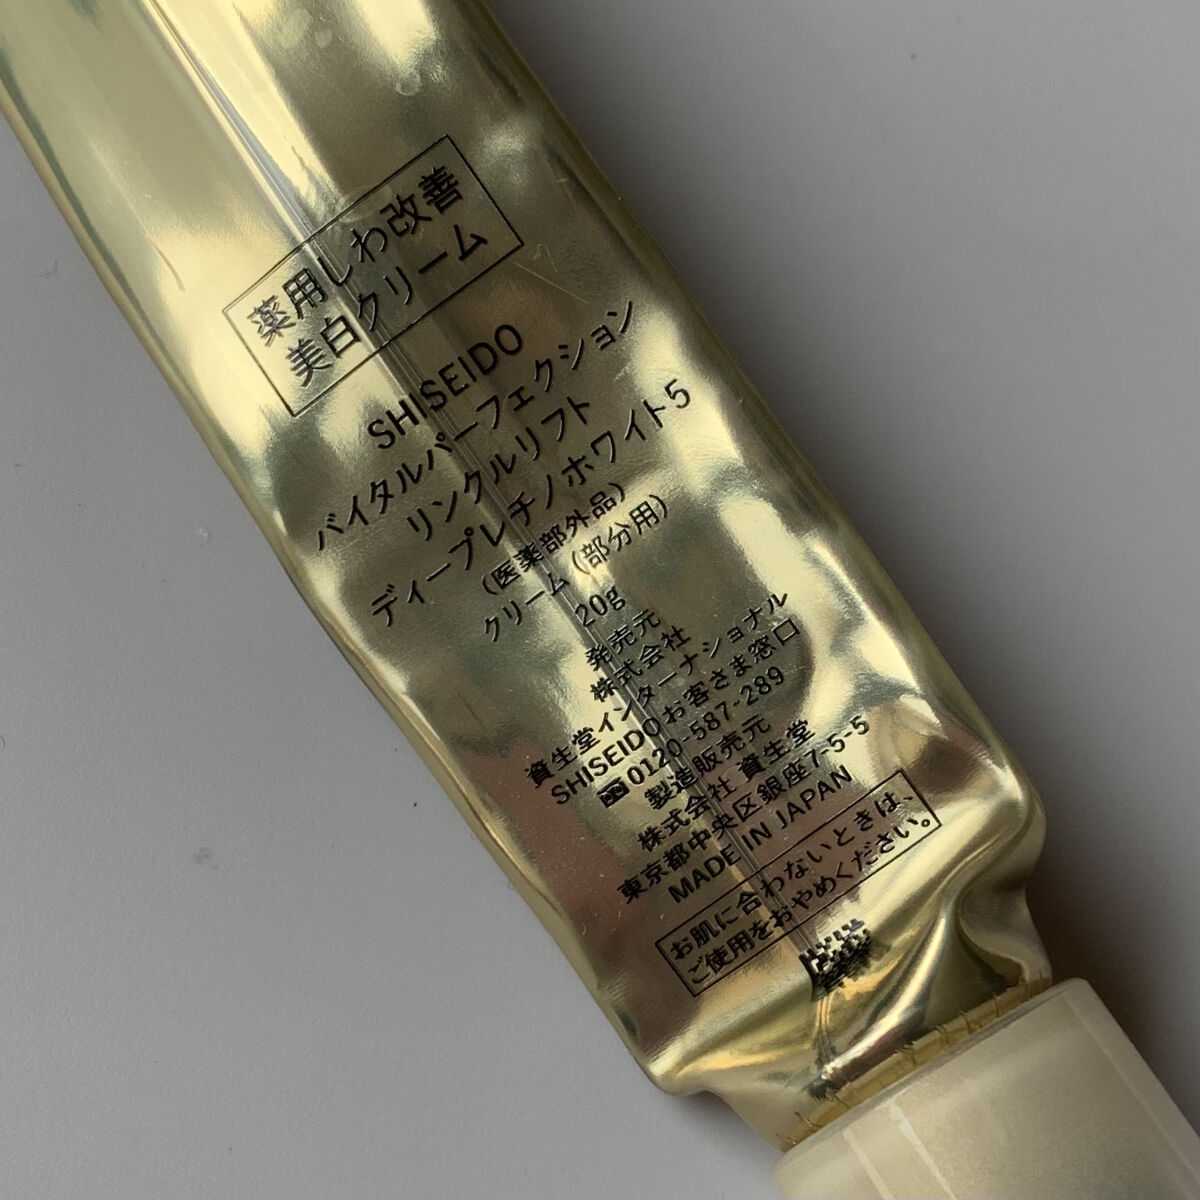 薬用しわ改善
美白クリーム
SHISEIDO
バイタルパーフェクション
リンクルリフト
ディープレチノホワイト5
(医薬部外品)
クリーム(部分用)
20g
発売元
株式会社
資生堂インターナショナル
SHISEIDOお客さま窓口
0120-587-289
製造販売元
株式会社 資生堂
東京都中央区銀座7-5-5
MADE IN JAPAN
お肌に合わないときは、
ご使用をおやめください。